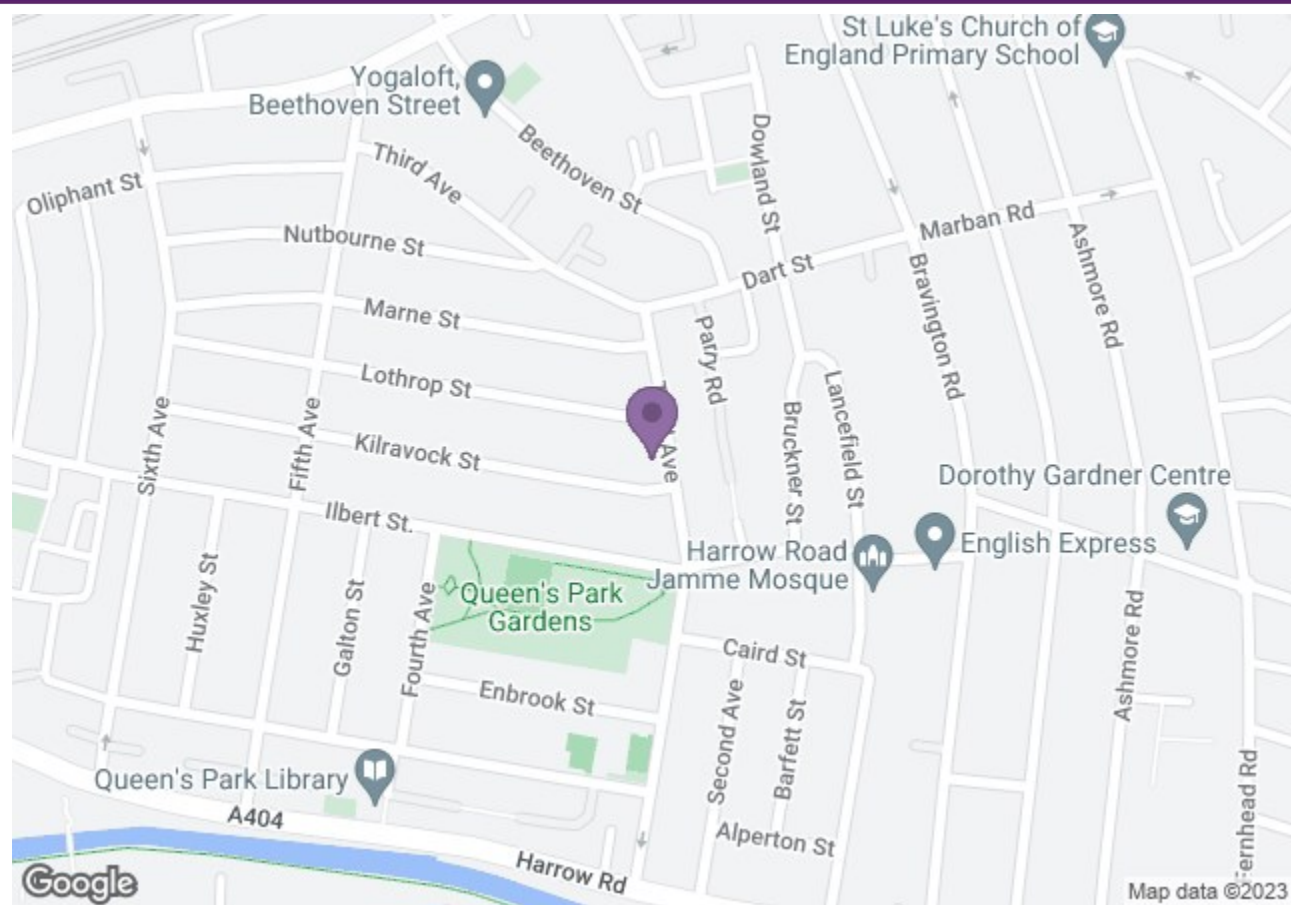 St Luke's Church of
England Primary School
Yogaloft,
Beethoven Street
Beethoven St
Dowland St
Third Ave
Oliphant St
Marban Rd
Ashmore Rd
Nutbourne St
Dart St
Bravington Rd
Marne St
Parry Rd
Lothrop St
Lancefield St
Bruckner St
Ave
Sixth Ave
Fifth Ave
Kilravock St
Dorothy Gardner Centre
Ilbert St.
English Express
Harrow Road
Jamme Mosque
Queen's Park
Gardens
Huxley St
Galton St
Fourth Ave
Caird St
Ashmore Rd
Enbrook St
Second Ave
Barfett St
Queen's Park Library
Fernhead Rd
A404
Alperton St
Harrow Rd
Google
Map data ©2023